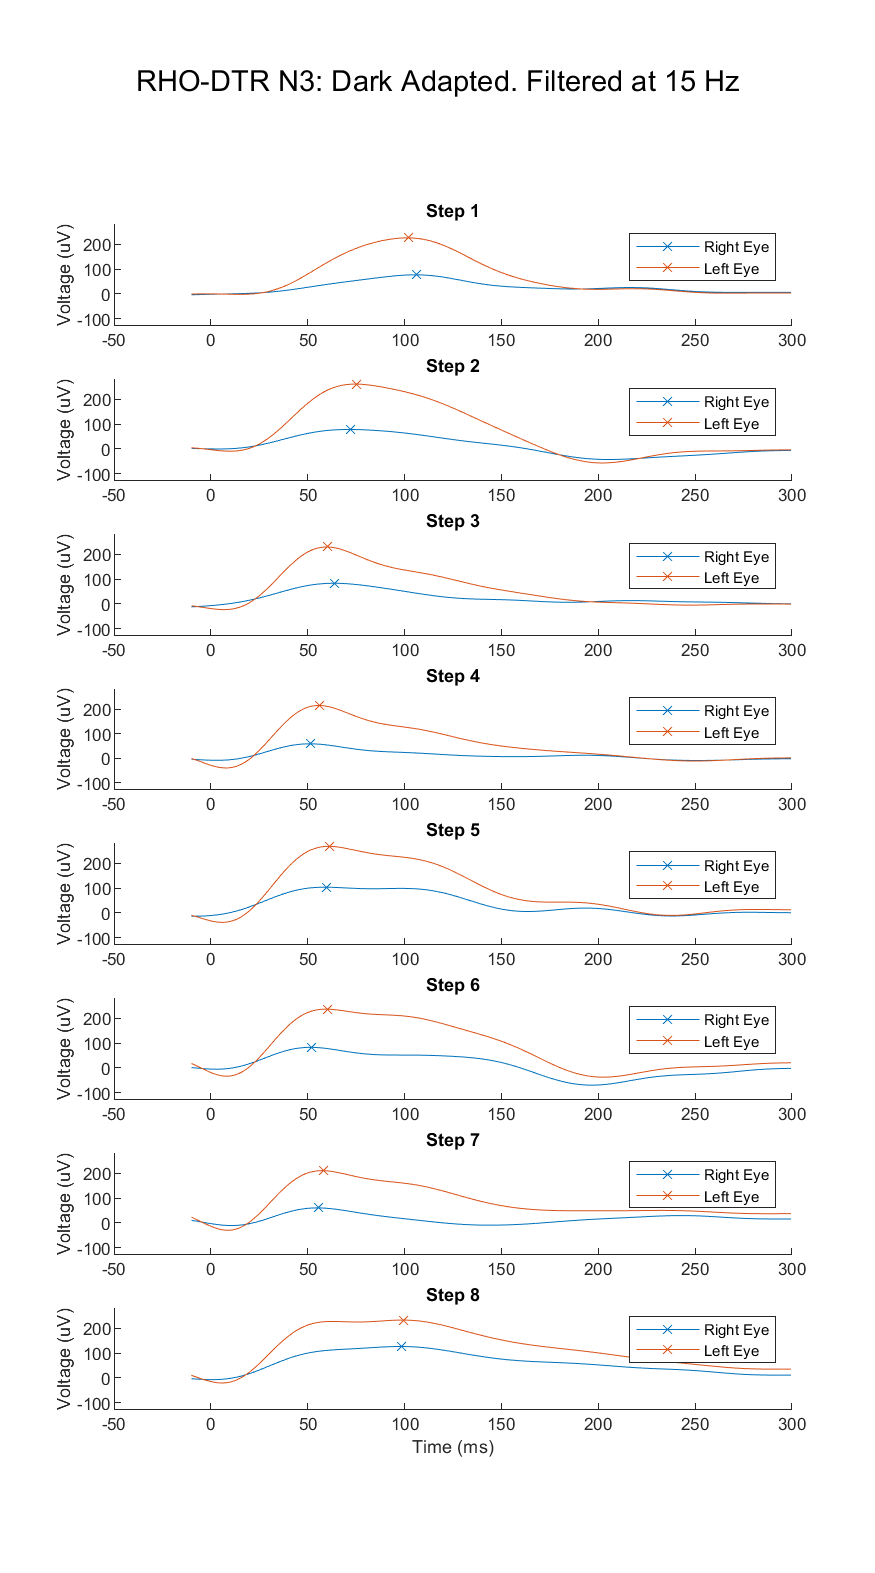 RHO-DTR N3: Dark Adapted. Filtered at 15 Hz
Step 1
Voltage (uV)
200
100
0
-100
-50 0 50 100 150 200 250 300
Right Eye
Left Eye
Step 2
Voltage (uV)
200
100
0
-100
-50 0 50 100 150 200 250 300
Right Eye
Left Eye
Step 3
Voltage (uV)
200
100
0
-100
-50 0 50 100 150 200 250 300
Right Eye
Left Eye
Step 4
Voltage (uV)
200
100
0
-100
-50 0 50 100 150 200 250 300
Right Eye
Left Eye
Step 5
Voltage (uV)
200
100
0
-100
-50 0 50 100 150 200 250 300
Right Eye
Left Eye
Step 6
Voltage (uV)
200
100
0
-100
-50 0 50 100 150 200 250 300
Right Eye
Left Eye
Step 7
Voltage (uV)
200
100
0
-100
-50 0 50 100 150 200 250 300
Right Eye
Left Eye
Step 8
Voltage (uV)
200
100
0
-100
-50 0 50 100 150 200 250 300
Right Eye
Left Eye
Time (ms)